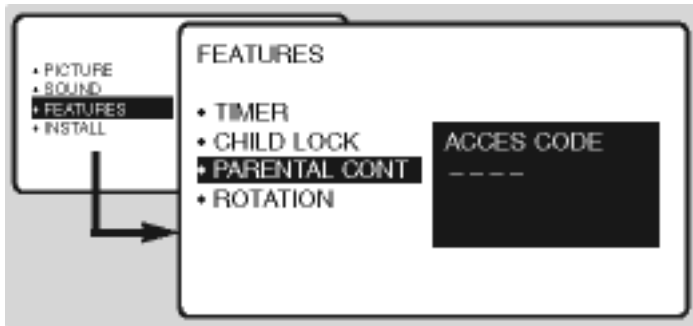 • PICTURE
• SOUND
• FEATURES
• INSTALL
FEATURES
• TIMER
• CHILD LOCK
• PARENTAL CONT
• ROTATION
ACCES CODE
_ _ _ _